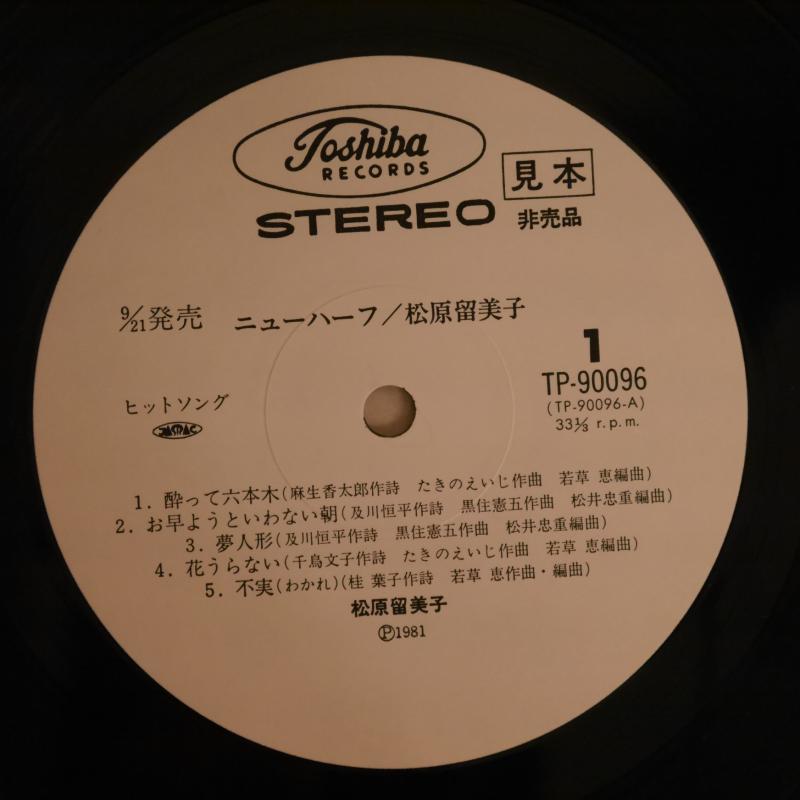 Toshiba
RECORDS
STEREO
見本
非売品
9/21発売 ニューハーフ/松原留美子
1
TP-90096
(TP-90096-A)
33⅓ r.p.m.
ヒットソング
JASRAC
1. 酔って六本木(麻生香太郎作詩 たきのえいじ作曲 若草 恵編曲)
2. お早ようといわない朝(及川恒平作詩 黒住憲五作曲 松井忠重編曲)
3. 夢人形(及川恒平作詩 黒住憲五作曲 松井忠重編曲)
4. 花うらない(千鳥文子作詩 たきのえいじ作曲 若草 恵編曲)
5. 不実(わかれ)(桂 葉子作詩 若草 恵作曲・編曲)
松原留美子
Ⓟ1981